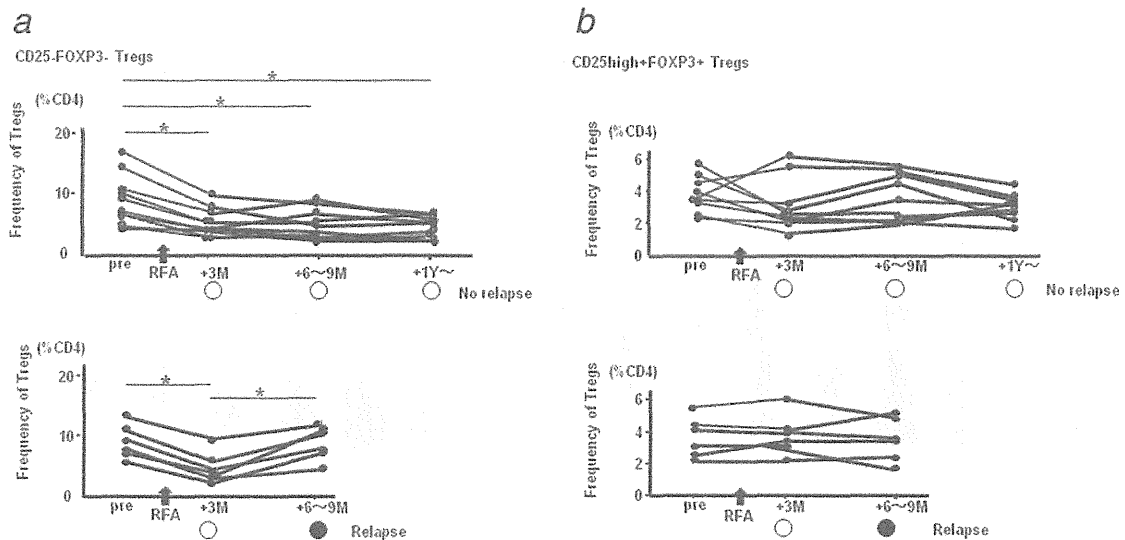 a
CD25-FOXP3- Tregs
*
*
*
(%CD4)
Frequency of Tregs
20
10
0
pre
RFA
+3M
+6~9M
+1Y~
No relapse
(%CD4)
Frequency of Tregs
*
*
20
10
0
pre
RFA
+3M
+6~9M
Relapse
b
CD25high+FOXP3+ Tregs
(%CD4)
Frequency of Tregs
6
4
2
0
pre
RFA
+3M
+6~9M
+1Y~
No relapse
(%CD4)
Frequency of Tregs
6
4
2
0
pre
RFA
+3M
+6~9M
Relapse